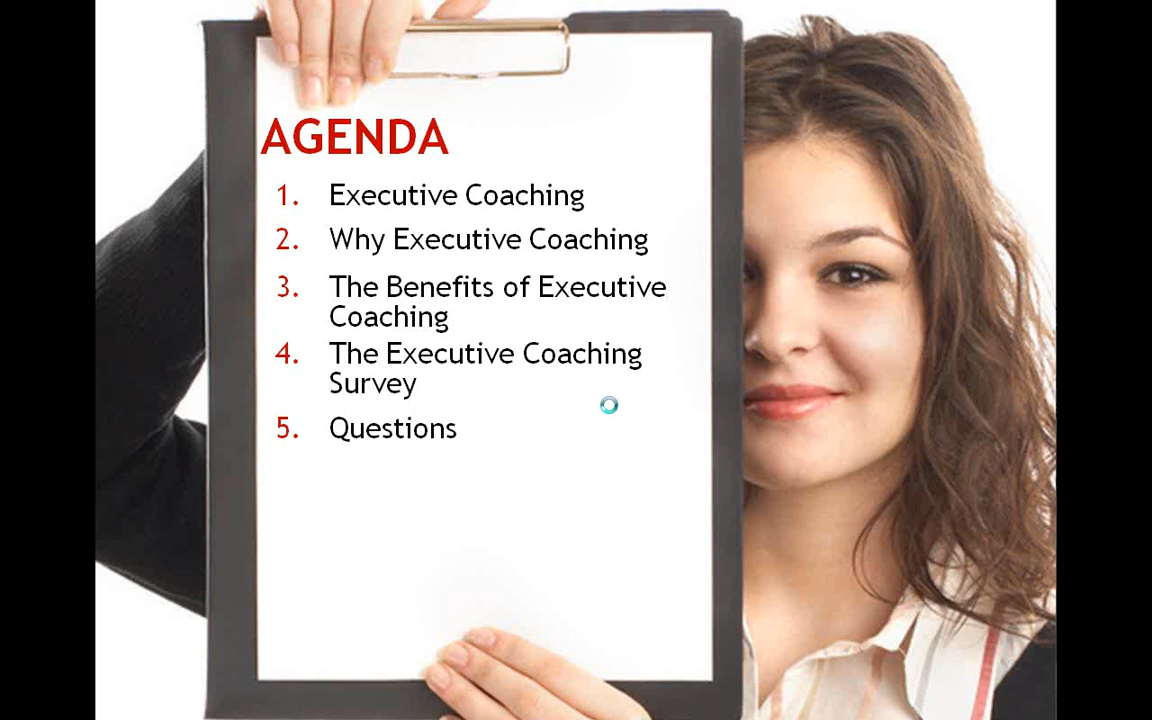 AGENDA
1. Executive Coaching
2. Why Executive Coaching
3. The Benefits of Executive
Coaching
4. The Executive Coaching
Survey
5. Questions